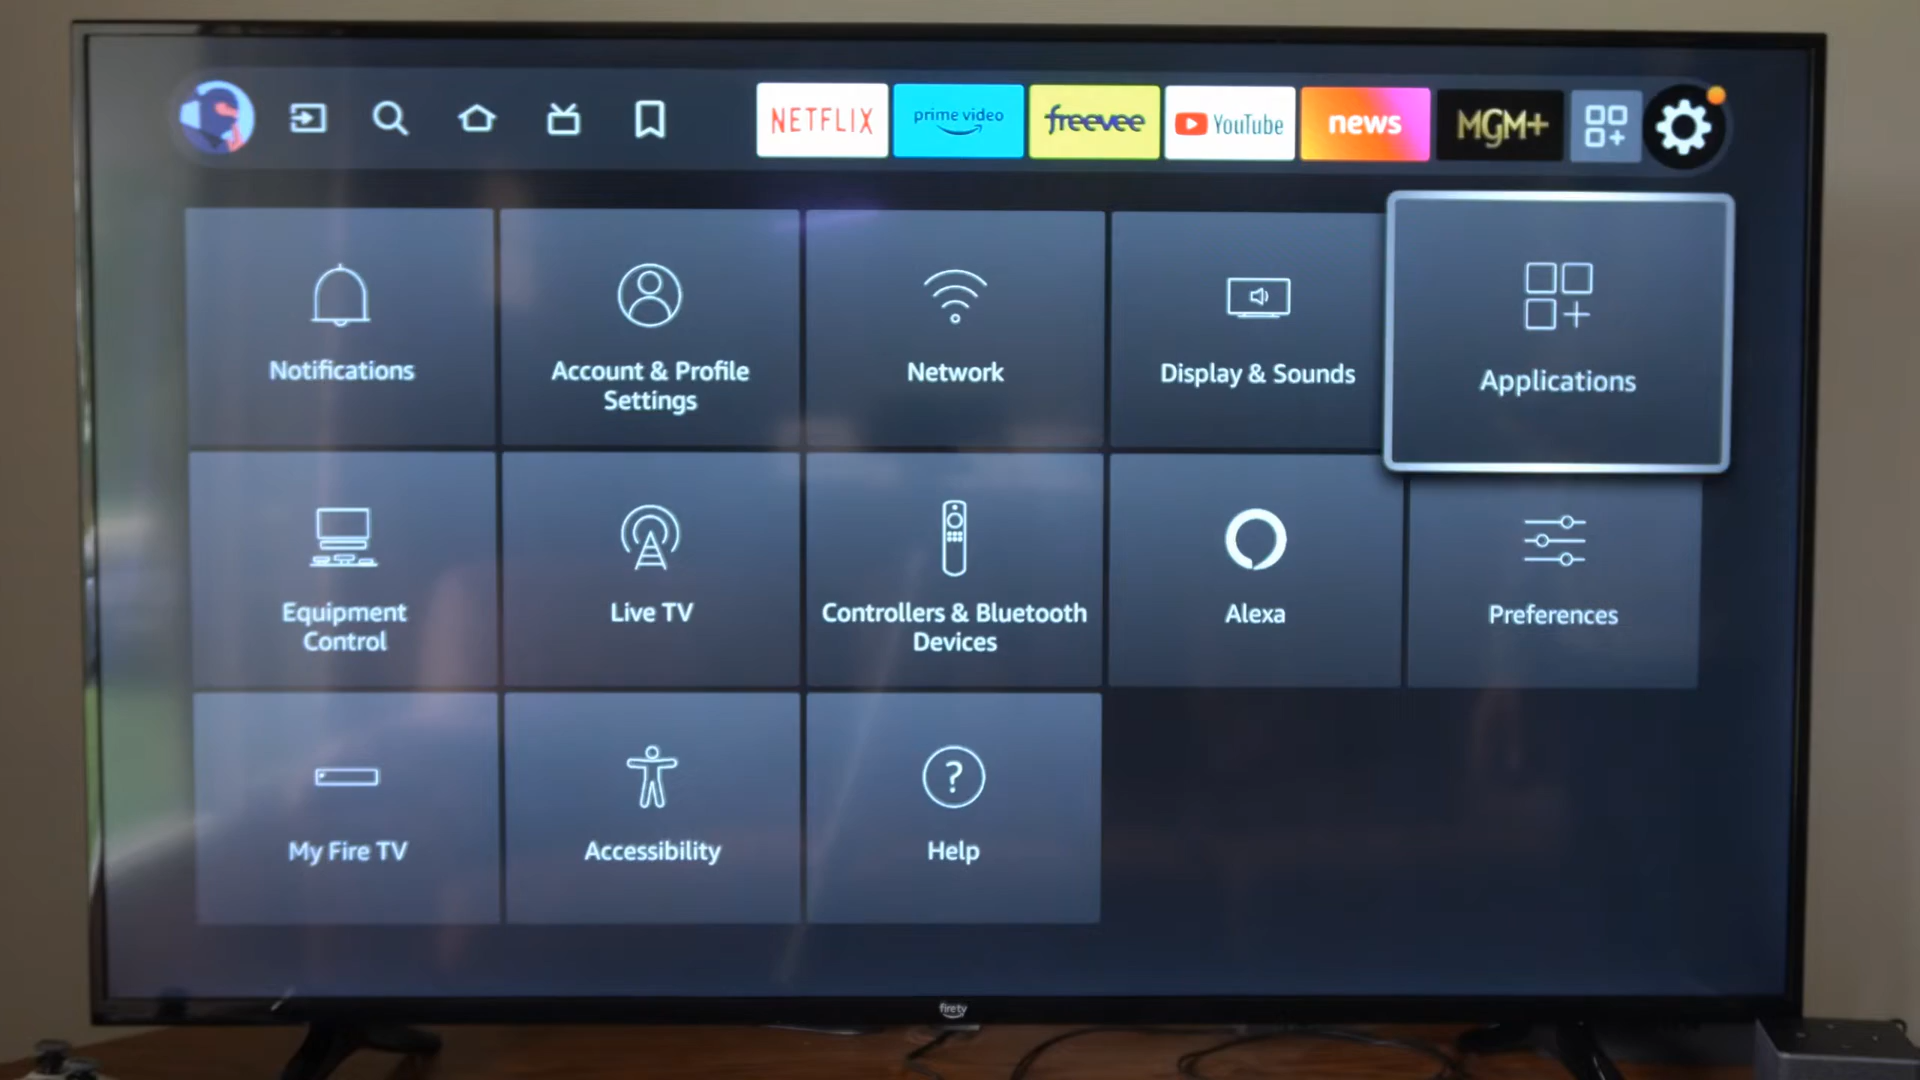 NETFLIX
prime video
freevee
YouTube
news
MGM+
Notifications
Account & Profile
Settings
Network
Display & Sounds
Applications
Equipment
Control
Live TV
Controllers & Bluetooth
Devices
Alexa
Preferences
My Fire TV
Accessibility
?
Help
firetv